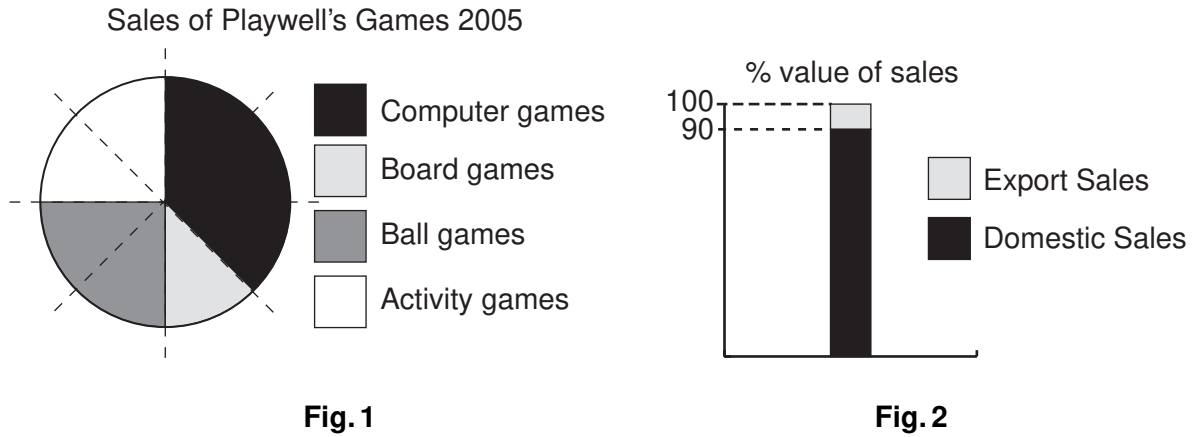 Sales of Playwell's Games 2005
Computer games
Board games
Ball games
Activity games
Fig. 1
% value of sales
100
90
Export Sales
Domestic Sales
Fig. 2